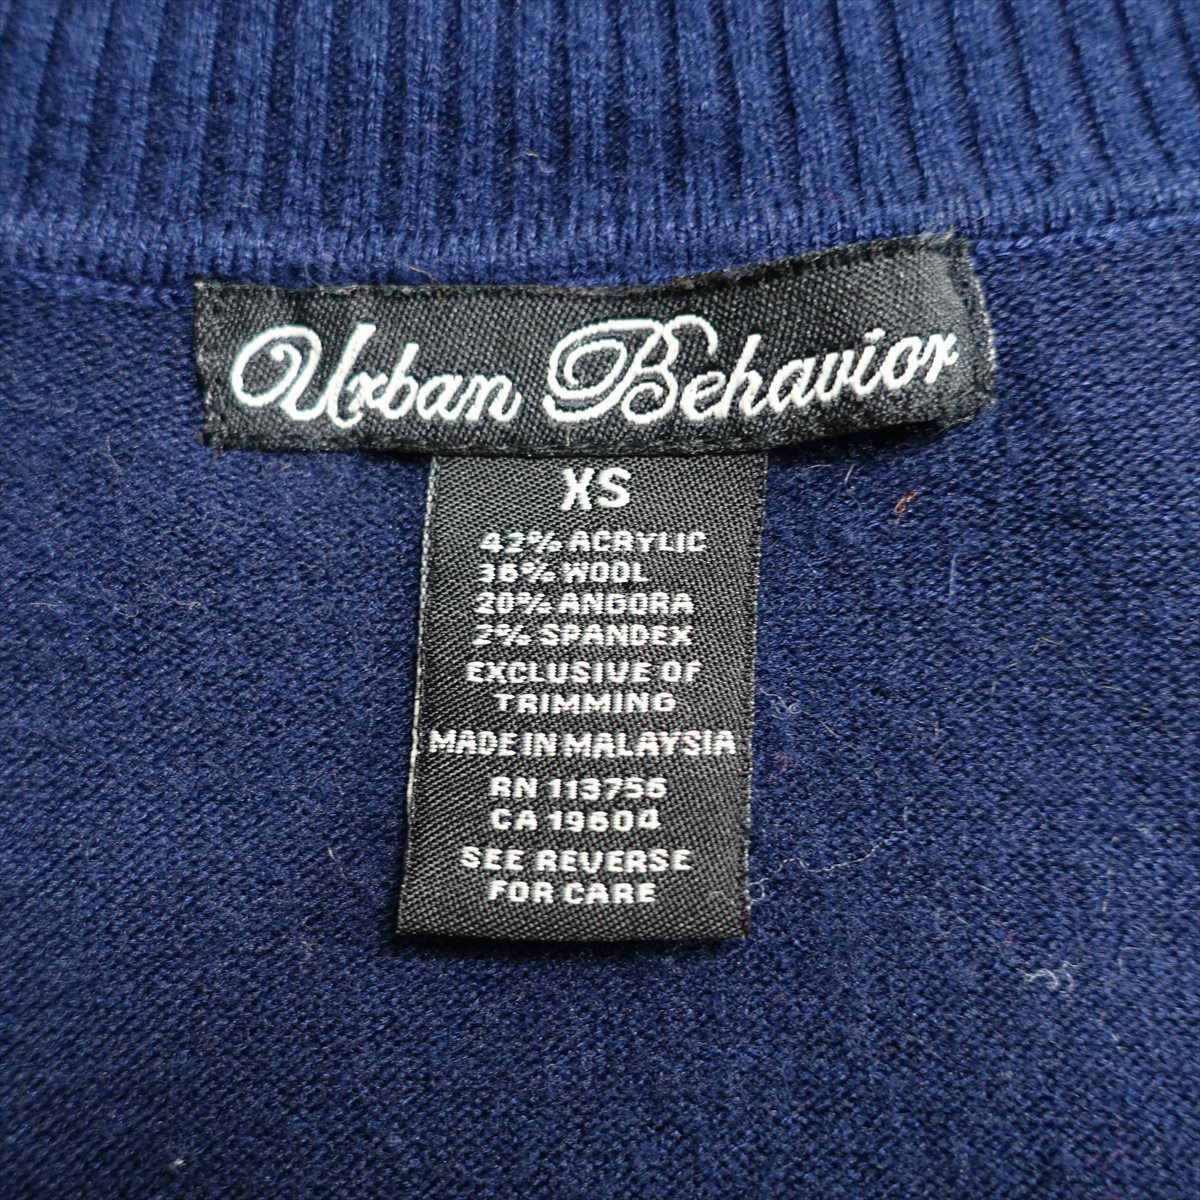 Urban Behavior
XS
42% ACRYLIC
36% WOOL
20% ANGORA
2% SPANDEX
EXCLUSIVE OF
TRIMMING
MADE IN MALAYSIA
RN 113756
CA 19604
SEE REVERSE
FOR CARE